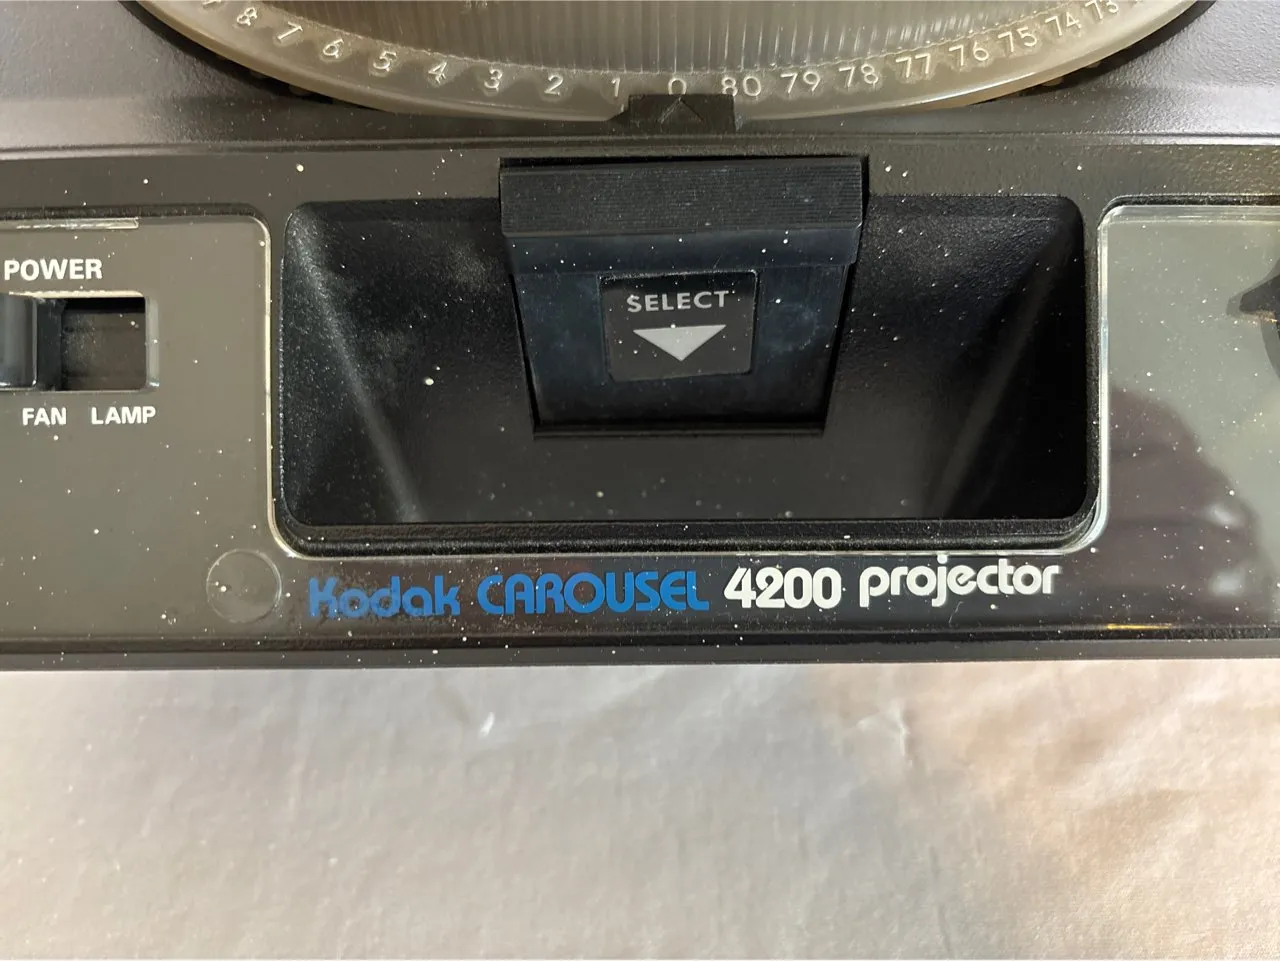 8 7 6 5 4 3 2 1 0 80 79 78 77 76 75 74 73
POWER
SELECT
FAN LAMP
Kodak CAROUSEL 4200 projector